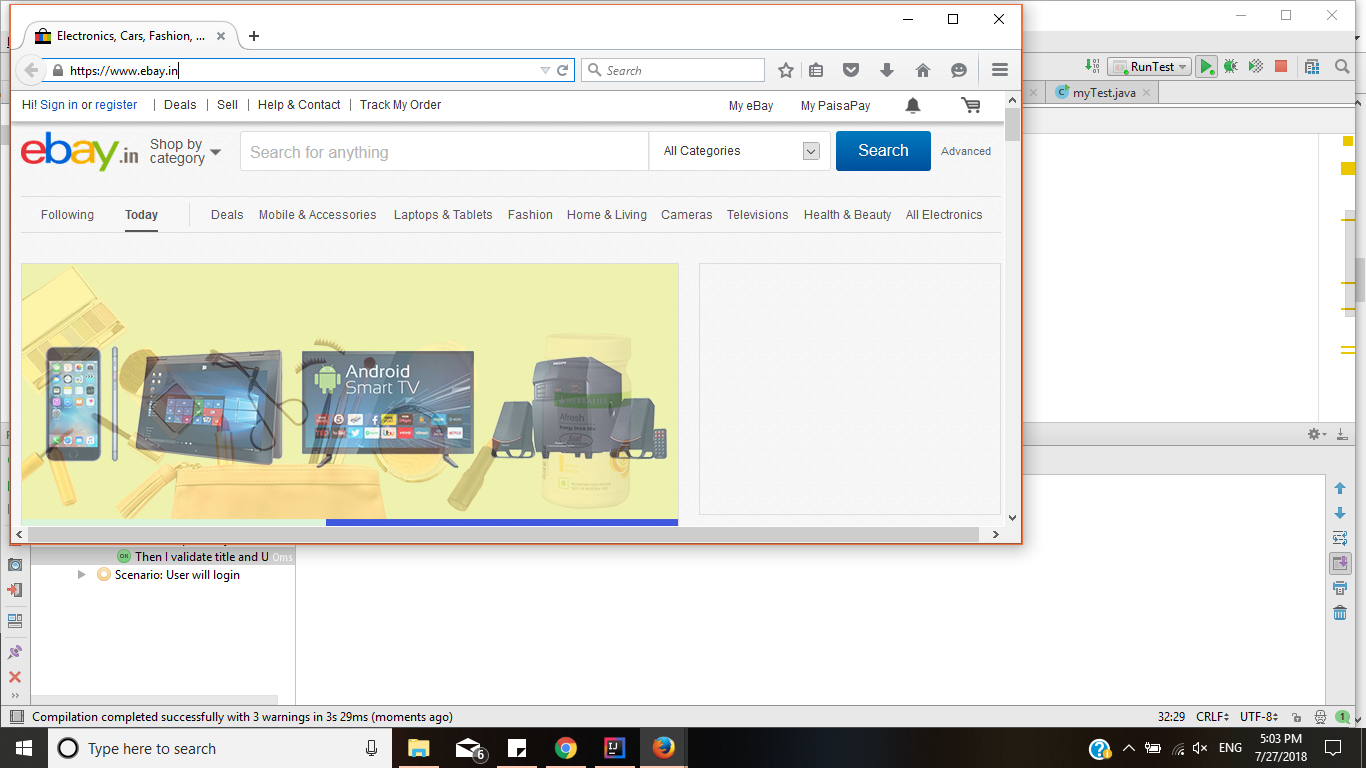 Electronics, Cars, Fashion, ...
https://www.ebay.in
Search
RunTest
myTest.java
Hi! Sign in or register | Deals | Sell | Help & Contact | Track My Order My eBay My PaisaPay
ebay.in
Shop by
category
Search for anything
All Categories
Search
Advanced
Following Today Deals Mobile & Accessories Laptops & Tablets Fashion Home & Living Cameras Televisions Health & Beauty All Electronics
Android
Smart TV
HERBALIFE
Afresh
Then I validate title and U 0ms
Scenario: User will login
Compilation completed successfully with 3 warnings in 3s 29ms (moments ago)
32:29 CRLF UTF-8
1
Type here to search
6
ENG
5:03 PM
7/27/2018